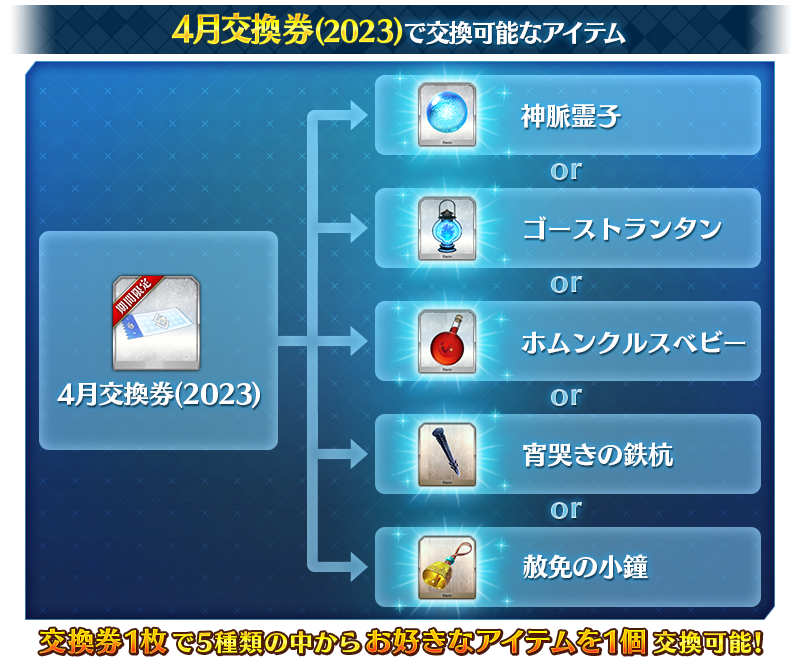 4月交換券(2023)で交換可能なアイテム
神脈霊子
or
ゴーストランタン
or
期間限定
ホムンクルスベビー
4月交換券(2023)
or
宵哭きの鉄杭
or
赦免の小鐘
交換券1枚で5種類の中からお好きなアイテムを1個交換可能!